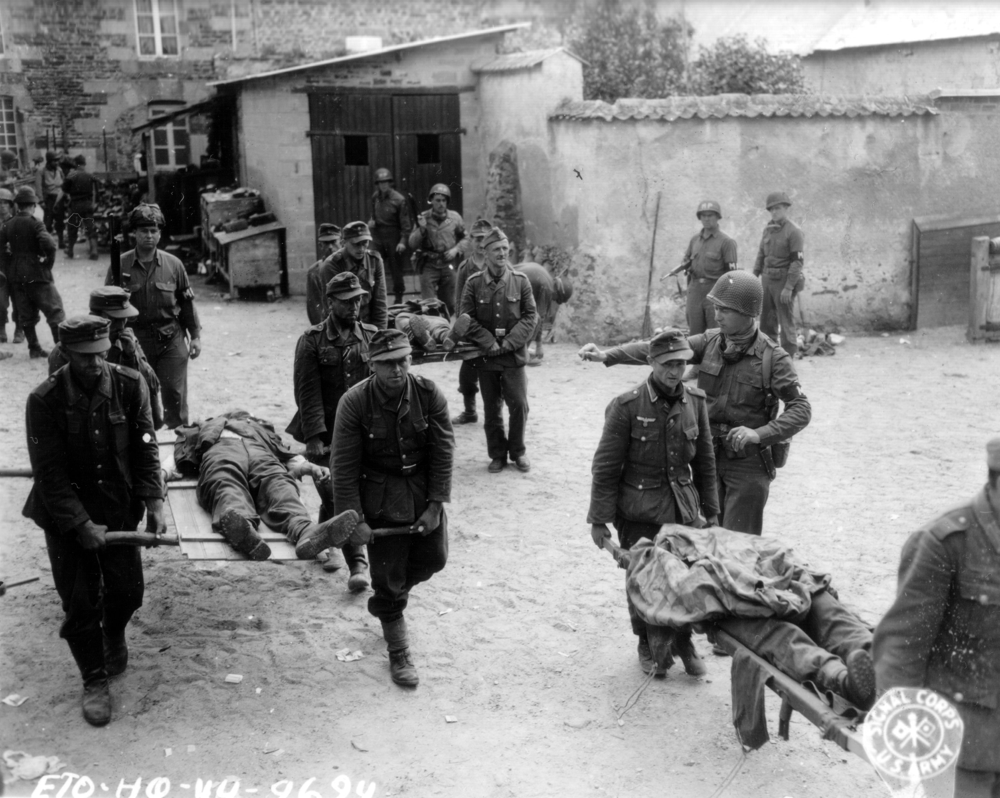 MP
M
SIGNAL CORPS
U.S. ARMY
ETO-HQ-44-9694